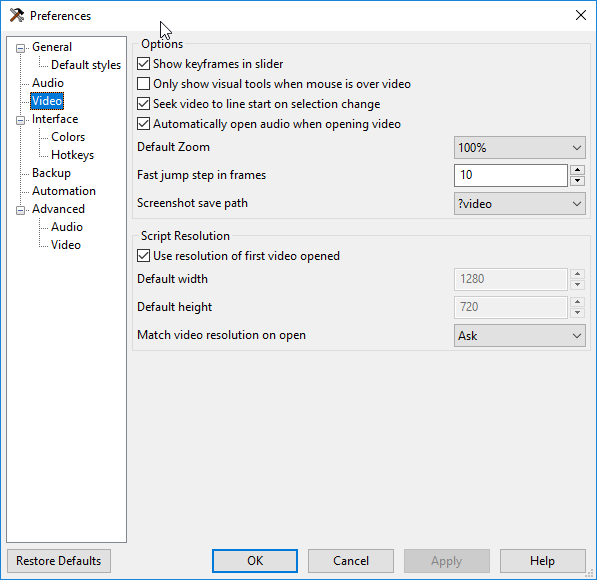 Preferences
General
Default styles
Audio
Video
Interface
Colors
Hotkeys
Backup
Automation
Advanced
Audio
Video
Options
Show keyframes in slider
Only show visual tools when mouse is over video
Seek video to line start on selection change
Automatically open audio when opening video
Default Zoom 100%
Fast jump step in frames 10
Screenshot save path ?video
Script Resolution
Use resolution of first video opened
Default width 1280
Default height 720
Match video resolution on open Ask
Restore Defaults OK Cancel Apply Help